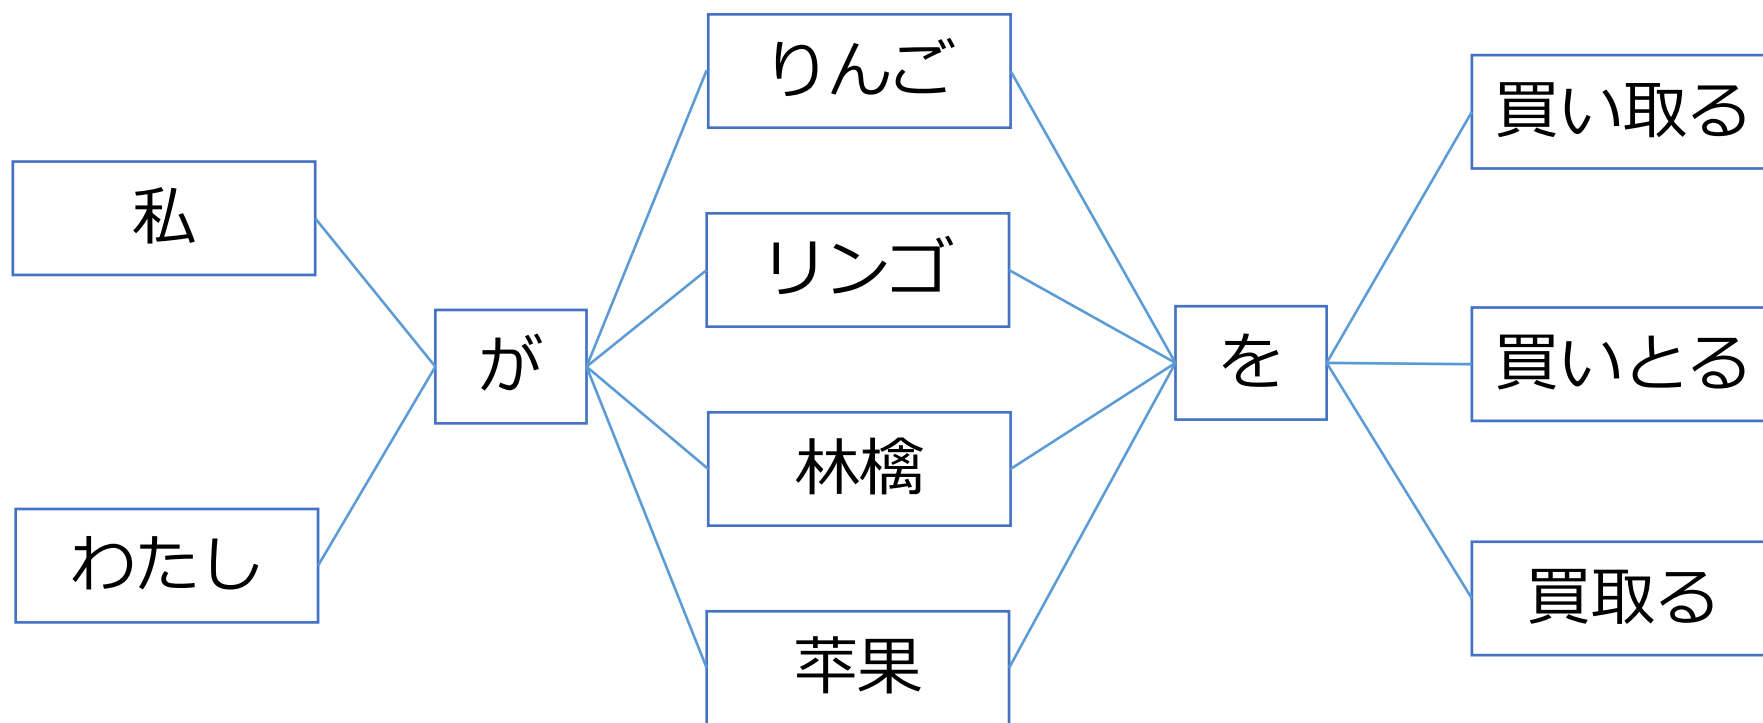 私
わたし
が
りんご
リンゴ
林檎
苹果
を
買い取る
買いとる
買取る